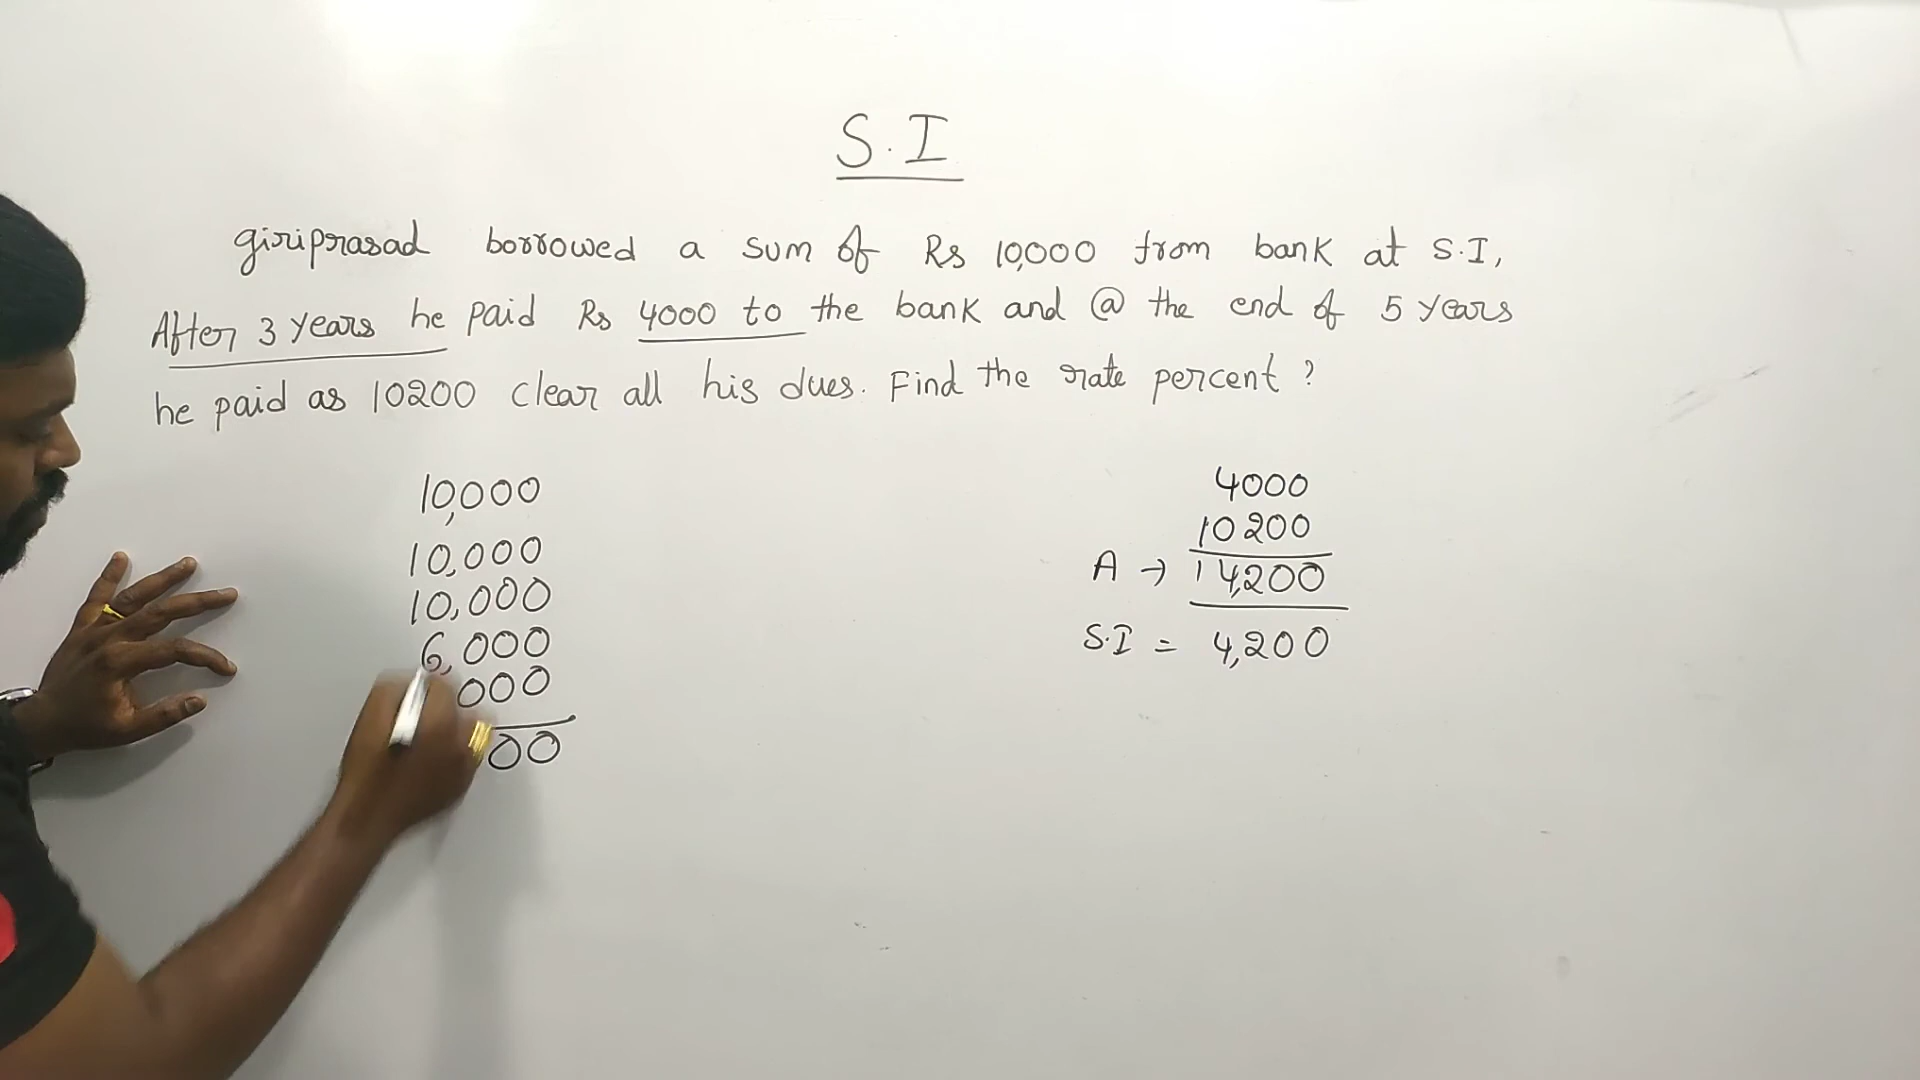 S.I
giriprasad borrowed a sum of Rs 10,000 from bank at S.I,
After 3 years he paid Rs 4000 to the bank and @ the end of 5 years
he paid as 10200 clear all his dues. Find the rate percent ?
10,000
10,000
10,000
6,000
000
00
4000
10200
A → 14,200
S.I = 4,200